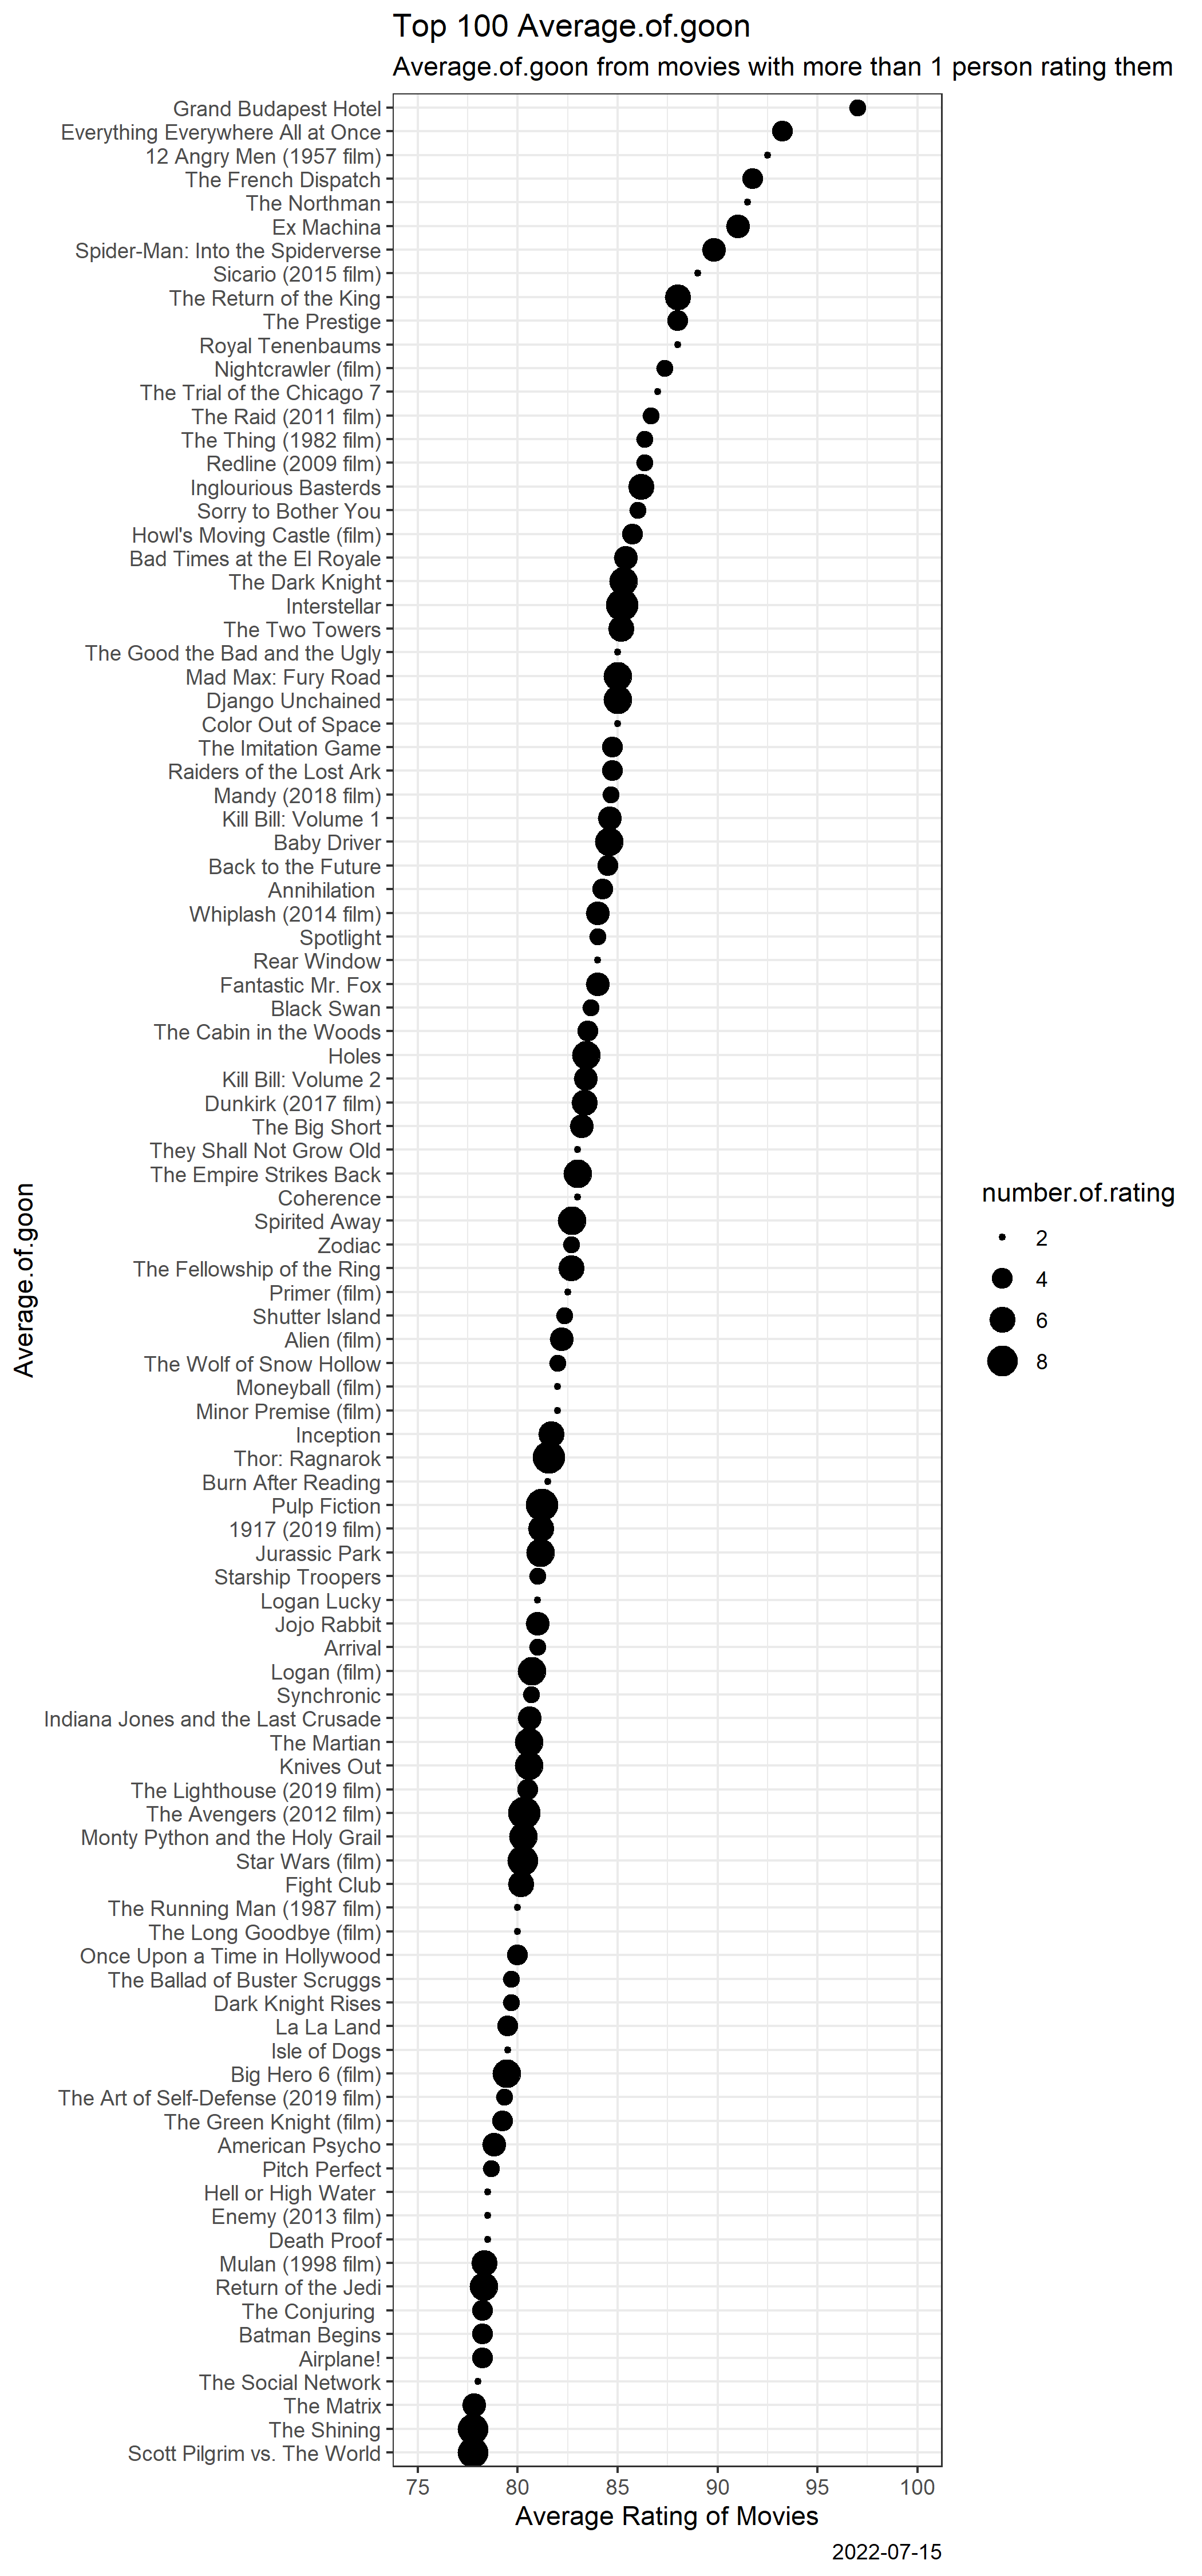 Top 100 Average.of.goon
Average.of.goon from movies with more than 1 person rating them
Grand Budapest Hotel
Everything Everywhere All at Once
12 Angry Men (1957 film)
The French Dispatch
The Northman
Ex Machina
Spider-Man: Into the Spiderverse
Sicario (2015 film)
The Return of the King
The Prestige
Royal Tenenbaums
Nightcrawler (film)
The Trial of the Chicago 7
The Raid (2011 film)
The Thing (1982 film)
Redline (2009 film)
Inglourious Basterds
Sorry to Bother You
Howl's Moving Castle (film)
Bad Times at the El Royale
The Dark Knight
Interstellar
The Two Towers
The Good the Bad and the Ugly
Mad Max: Fury Road
Django Unchained
Color Out of Space
The Imitation Game
Raiders of the Lost Ark
Mandy (2018 film)
Kill Bill: Volume 1
Baby Driver
Back to the Future
Annihilation
Whiplash (2014 film)
Spotlight
Rear Window
Fantastic Mr. Fox
Black Swan
The Cabin in the Woods
Holes
Kill Bill: Volume 2
Dunkirk (2017 film)
The Big Short
They Shall Not Grow Old
The Empire Strikes Back
Coherence
Spirited Away
Zodiac
The Fellowship of the Ring
Primer (film)
Shutter Island
Alien (film)
The Wolf of Snow Hollow
Moneyball (film)
Minor Premise (film)
Inception
Thor: Ragnarok
Burn After Reading
Pulp Fiction
1917 (2019 film)
Jurassic Park
Starship Troopers
Logan Lucky
Jojo Rabbit
Arrival
Logan (film)
Synchronic
Indiana Jones and the Last Crusade
The Martian
Knives Out
The Lighthouse (2019 film)
The Avengers (2012 film)
Monty Python and the Holy Grail
Star Wars (film)
Fight Club
The Running Man (1987 film)
The Long Goodbye (film)
Once Upon a Time in Hollywood
The Ballad of Buster Scruggs
Dark Knight Rises
La La Land
Isle of Dogs
Big Hero 6 (film)
The Art of Self-Defense (2019 film)
The Green Knight (film)
American Psycho
Pitch Perfect
Hell or High Water
Enemy (2013 film)
Death Proof
Mulan (1998 film)
Return of the Jedi
The Conjuring
Batman Begins
Airplane!
The Social Network
The Matrix
The Shining
Scott Pilgrim vs. The World
Average.of.goon
75 80 85 90 95 100
Average Rating of Movies
2022-07-15
number.of.rating
2
4
6
8